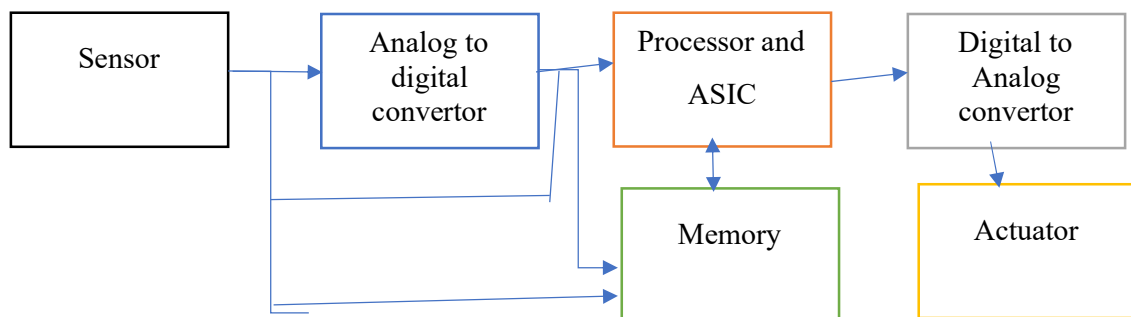 Sensor
Analog to
digital
convertor
Processor and
ASIC
Digital to
Analog
convertor
Memory
Actuator